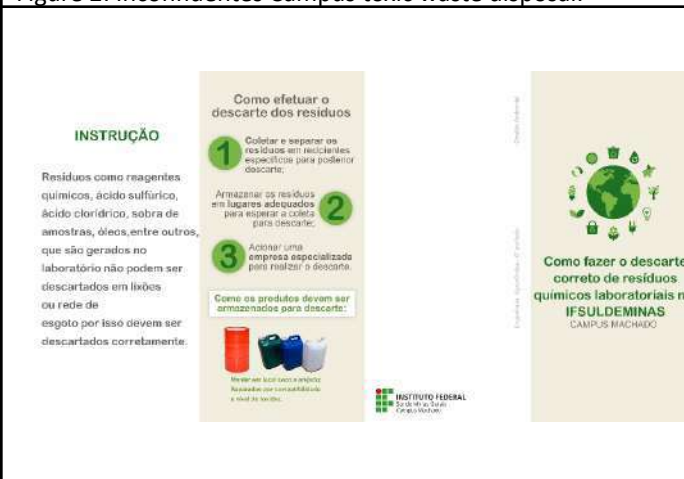 INSTRUÇÃO
Resíduos como reagentes
químicos, ácido sulfúrico,
ácido clorídrico, sobra de
amostras, óleos,entre outros,
que são gerados no
laboratório não podem ser
descartados em lixões
ou rede de
esgoto por isso devem ser
descartados corretamente.
Como efetuar o
descarte dos resíduos
1
Coletar e separar os
resíduos em recipientes
específicos para posterior
descarte;
Armazenar os resíduos
em lugares adequados
para esperar a coleta
para descarte;
2
3
Acionar uma
empresa especializada
para realizar o descarte.
Como os produtos devem ser
armazenados para descarte:
INSTITUTO FEDERAL
Campus Machado
Como fazer o descarte
correto de resíduos
químicos laboratoriais n
IFSULDEMINAS
CAMPUS MACHADO